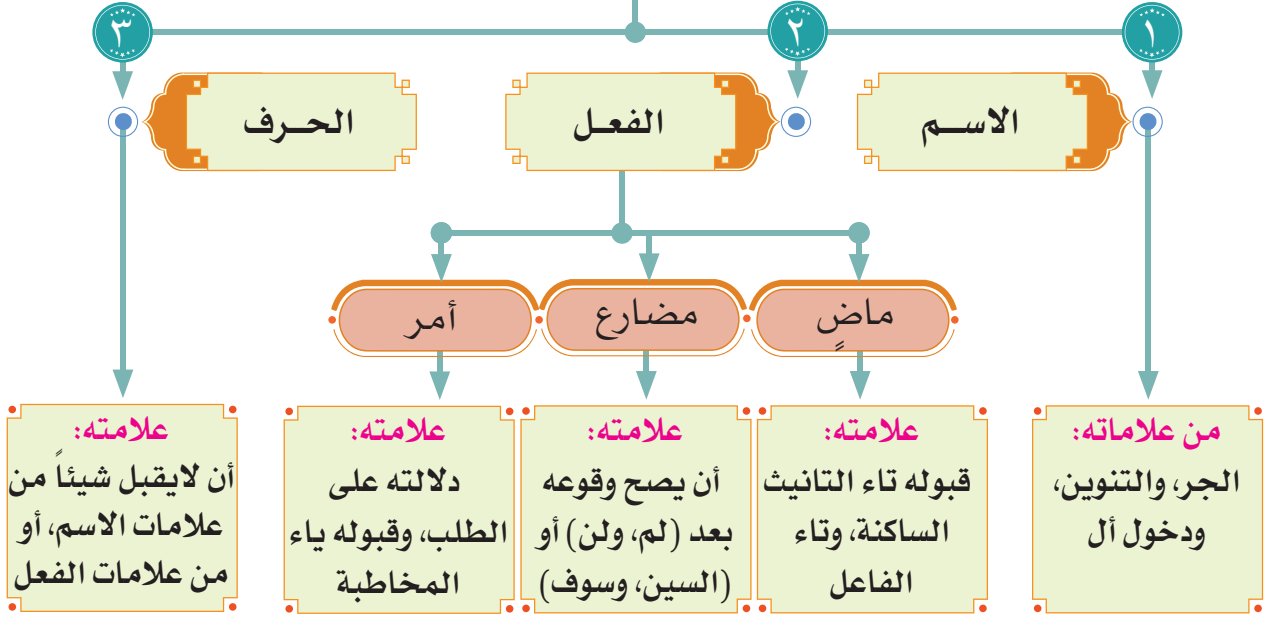 ١
٢
٣
الاسم
الفعل
الحرف
ماضٍ
مضارع
أمر
من علاماته:
الجر، والتنوين،
ودخول أل
علامته:
قبوله تاء التانيث
الساكنة، وتاء
الفاعل
علامته:
أن يصح وقوعه
بعد (لم، ولن) أو
(السين، وسوف)
علامته:
دلالته على
الطلب، وقبوله ياء
المخاطبة
علامته:
أن لايقبل شيئاً من
علامات الاسم، أو
من علامات الفعل